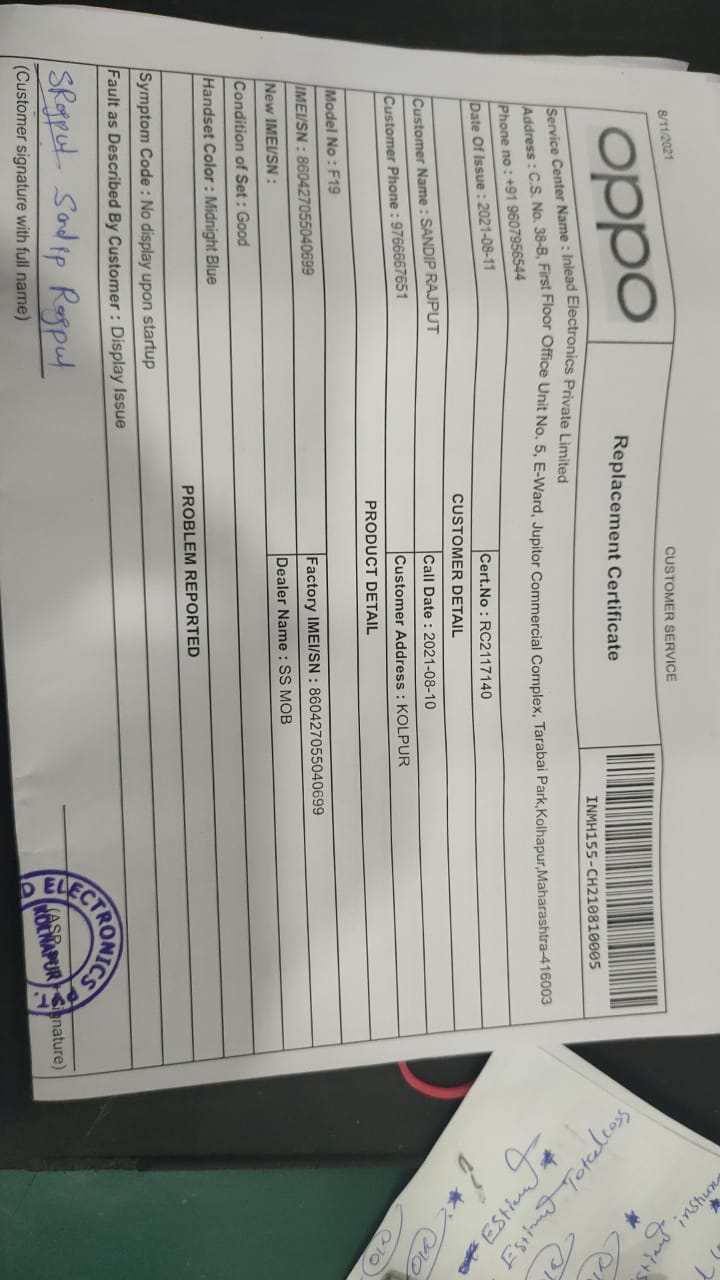 8/11/2021
CUSTOMER SERVICE
oppo
Replacement Certificate
INMH155-CH210810005
Service Center Name : Inlead Electronics Private Limited
Address : C.S. No. 38-B, First Floor Office Unit No. 5, E-Ward, Jupitor Commercial Complex, Tarabai Park,Kolhapur,Maharashtra-416003
Phone no : +91 9607956544
Date Of Issue : 2021-08-11
Cert.No : RC2117140
CUSTOMER DETAIL
Customer Name : SANDIP RAJPUT
Call Date : 2021-08-10
Customer Phone : 9766667651
Customer Address : KOLPUR
PRODUCT DETAIL
Model No : F19
IMEI/SN : 860427055040699
Factory IMEI/SN : 860427055040699
New IMEI/SN :
Dealer Name : SS MOB
Condition of Set : Good
Handset Color : Midnight Blue
PROBLEM REPORTED
Symptom Code : No display upon startup
Fault as Described By Customer : Display Issue
SRajput. Sandip Rajput
(Customer signature with full name)
(ASP Signature)
ELECTRONICS
KOLHAPUR
Estimate
Total loss